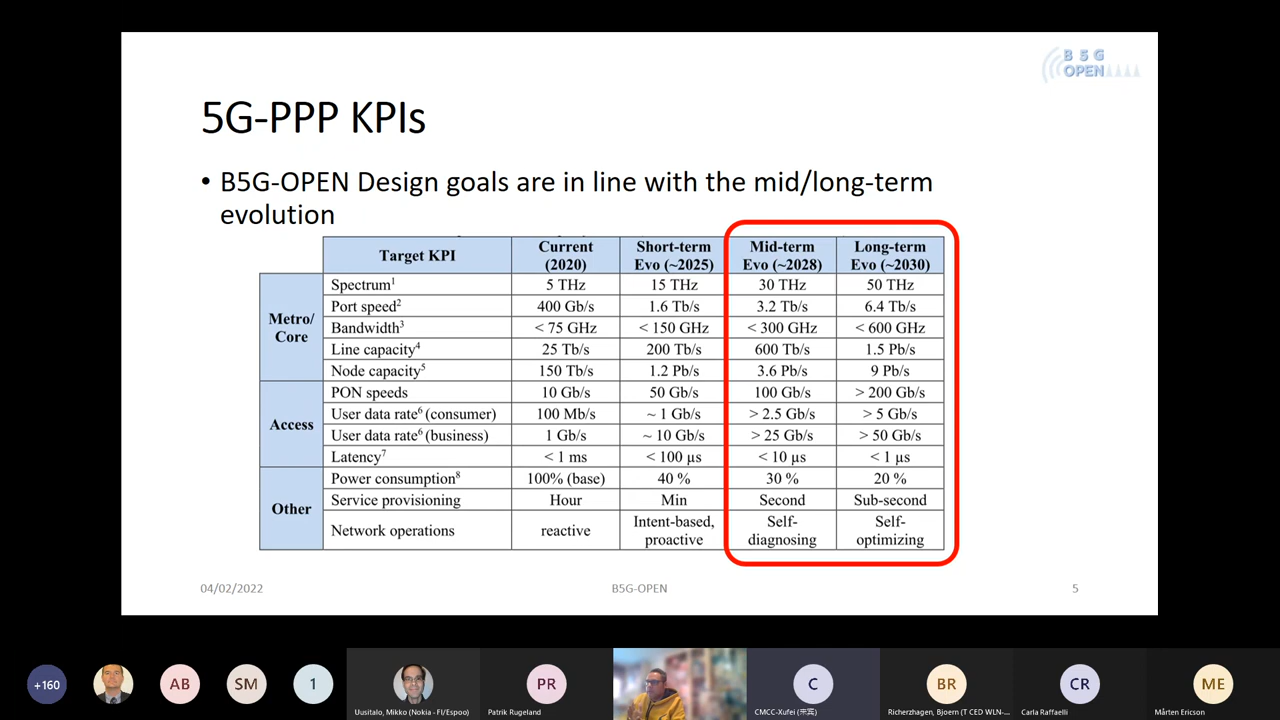 B 5 G
OPEN
5G-PPP KPIs
• B5G-OPEN Design goals are in line with the mid/long-term
evolution
Target KPI Current (2020) Short-term Evo (~2025) Mid-term Evo (~2028) Long-term Evo (~2030)
Metro/Core
Spectrum¹ 5 THz 15 THz 30 THz 50 THz
Port speed² 400 Gb/s 1.6 Tb/s 3.2 Tb/s 6.4 Tb/s
Bandwidth³ < 75 GHz < 150 GHz < 300 GHz < 600 GHz
Line capacity⁴ 25 Tb/s 200 Tb/s 600 Tb/s 1.5 Pb/s
Node capacity⁵ 150 Tb/s 1.2 Pb/s 3.6 Pb/s 9 Pb/s
Access
PON speeds 10 Gb/s 50 Gb/s 100 Gb/s > 200 Gb/s
User data rate⁶ (consumer) 100 Mb/s ~ 1 Gb/s > 2.5 Gb/s > 5 Gb/s
User data rate⁶ (business) 1 Gb/s ~ 10 Gb/s > 25 Gb/s > 50 Gb/s
Latency⁷ < 1 ms < 100 µs < 10 µs < 1 µs
Other
Power consumption⁸ 100% (base) 40 % 30 % 20 %
Service provisioning Hour Min Second Sub-second
Network operations reactive Intent-based, proactive Self-diagnosing Self-optimizing
04/02/2022 B5G-OPEN 5
+160 AB SM 1 PR C BR CR ME
Uusitalo, Mikko (Nokia - FI/Espoo) Patrik Rugeland CMCC-Xufei (宋宾) Richerzhagen, Bjoern (T CED WLN-... Carla Raffaelli Mårten Ericson